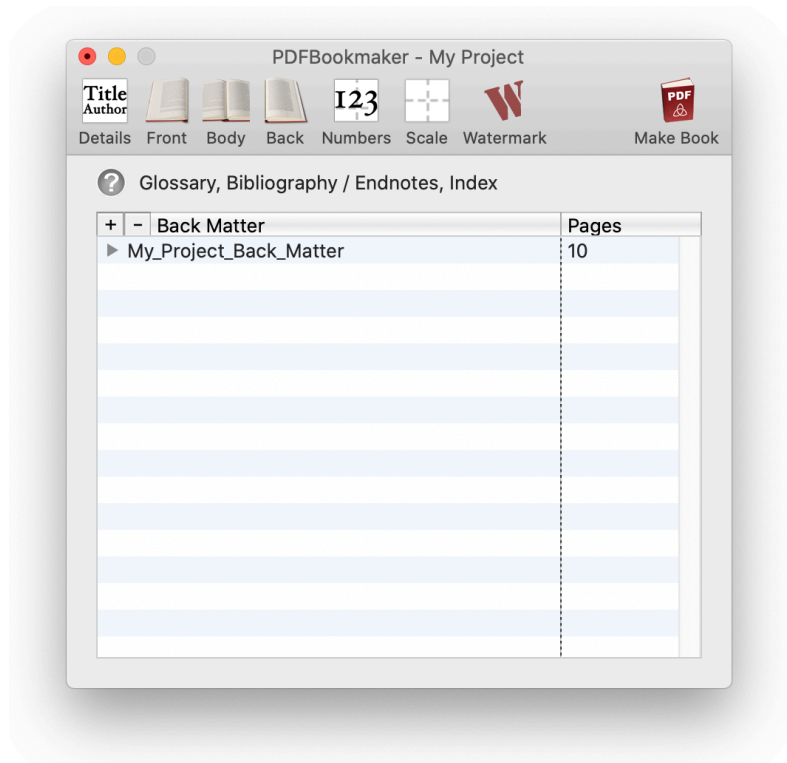 PDFBookmaker - My Project
Title
Author
123
W
PDF
Details Front Body Back Numbers Scale Watermark Make Book
? Glossary, Bibliography / Endnotes, Index
+ - Back Matter Pages
My_Project_Back_Matter 10